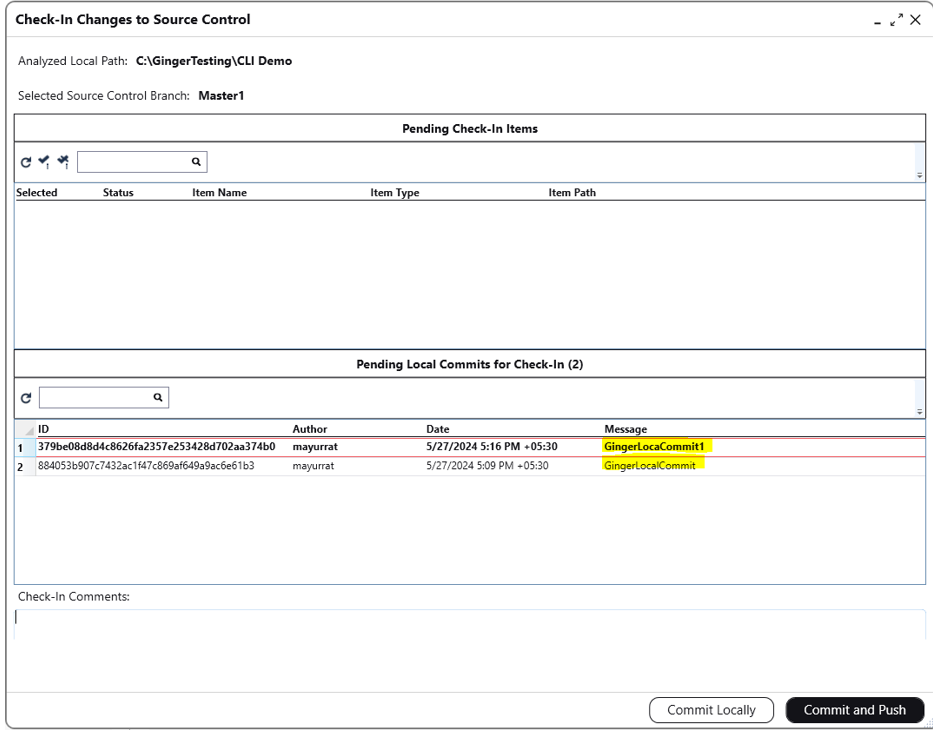 Check-In Changes to Source Control
Analyzed Local Path: C:\GingerTesting\CLI Demo
Selected Source Control Branch: Master1
Pending Check-In Items
Selected Status Item Name Item Type Item Path
Pending Local Commits for Check-In (2)
ID Author Date Message
1 379be08d8d4c8626fa2357e253428d702aa374b0 mayurrat 5/27/2024 5:16 PM +05:30 GingerLocaCommit1
2 884053b907c7432ac1f47c869af649a9ac6e61b3 mayurrat 5/27/2024 5:09 PM +05:30 GingerLocalCommit
Check-In Comments:
Commit Locally Commit and Push